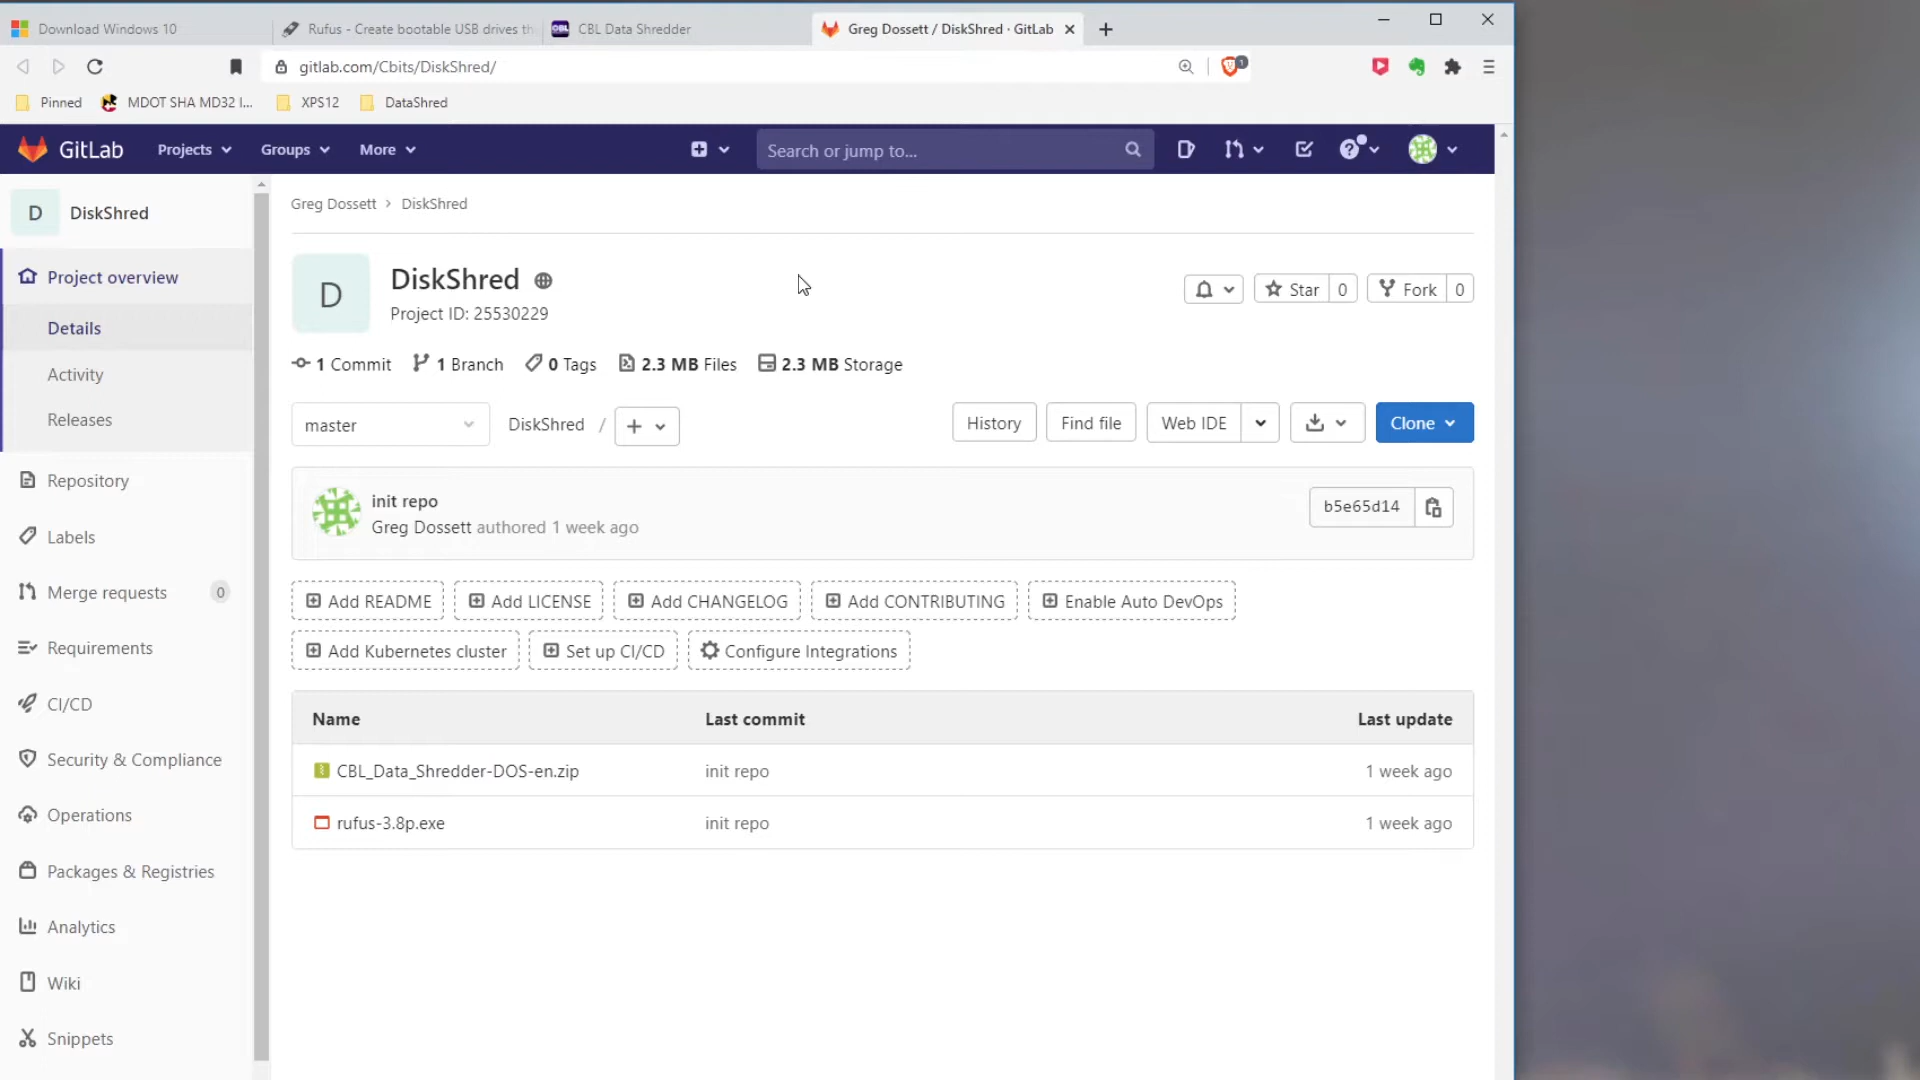 Download Windows 10
Rufus - Create bootable USB drives th
CBL
CBL Data Shredder
Greg Dossett / DiskShred · GitLab
gitlab.com/Cbits/DiskShred/
1
Pinned
MDOT SHA MD32 I...
XPS12
DataShred
GitLab
Projects
Groups
More
Search or jump to...
D
DiskShred
Greg Dossett › DiskShred
Project overview
Details
Activity
Releases
Repository
Labels
Merge requests
0
Requirements
CI/CD
Security & Compliance
Operations
Packages & Registries
Analytics
Wiki
Snippets
D
DiskShred
Project ID: 25530229
Star
0
Fork
0
1 Commit
1 Branch
0 Tags
2.3 MB Files
2.3 MB Storage
master
DiskShred /
History
Find file
Web IDE
Clone
init repo
Greg Dossett authored 1 week ago
b5e65d14
Add README
Add LICENSE
Add CHANGELOG
Add CONTRIBUTING
Enable Auto DevOps
Add Kubernetes cluster
Set up CI/CD
Configure Integrations
Name
Last commit
Last update
CBL_Data_Shredder-DOS-en.zip
init repo
1 week ago
rufus-3.8p.exe
init repo
1 week ago